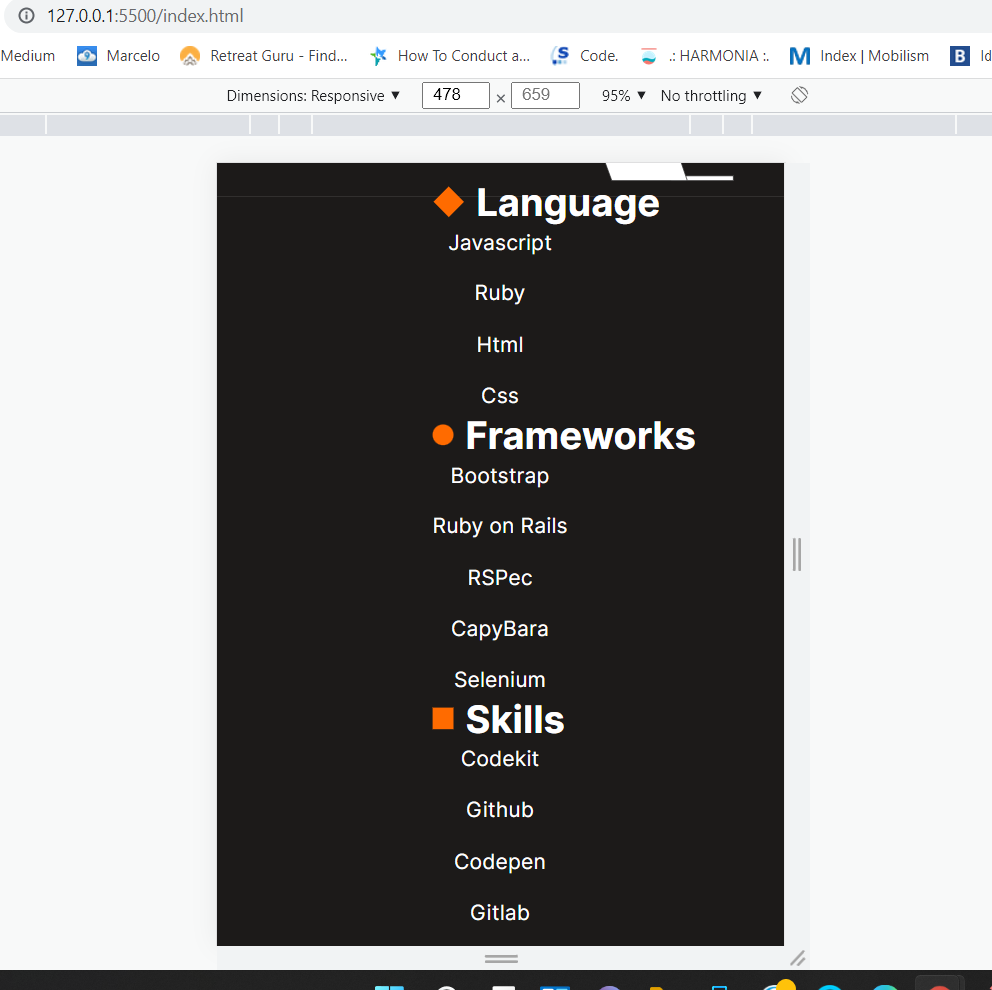 127.0.0.1:5500/index.html
Medium Marcelo Retreat Guru - Find... How To Conduct a... Code. .: HARMONIA :. M Index | Mobilism B Id
Dimensions: Responsive ▼ 478 × 659 95% ▼ No throttling ▼
Language
Javascript
Ruby
Html
Css
Frameworks
Bootstrap
Ruby on Rails
RSPec
CapyBara
Selenium
Skills
Codekit
Github
Codepen
Gitlab